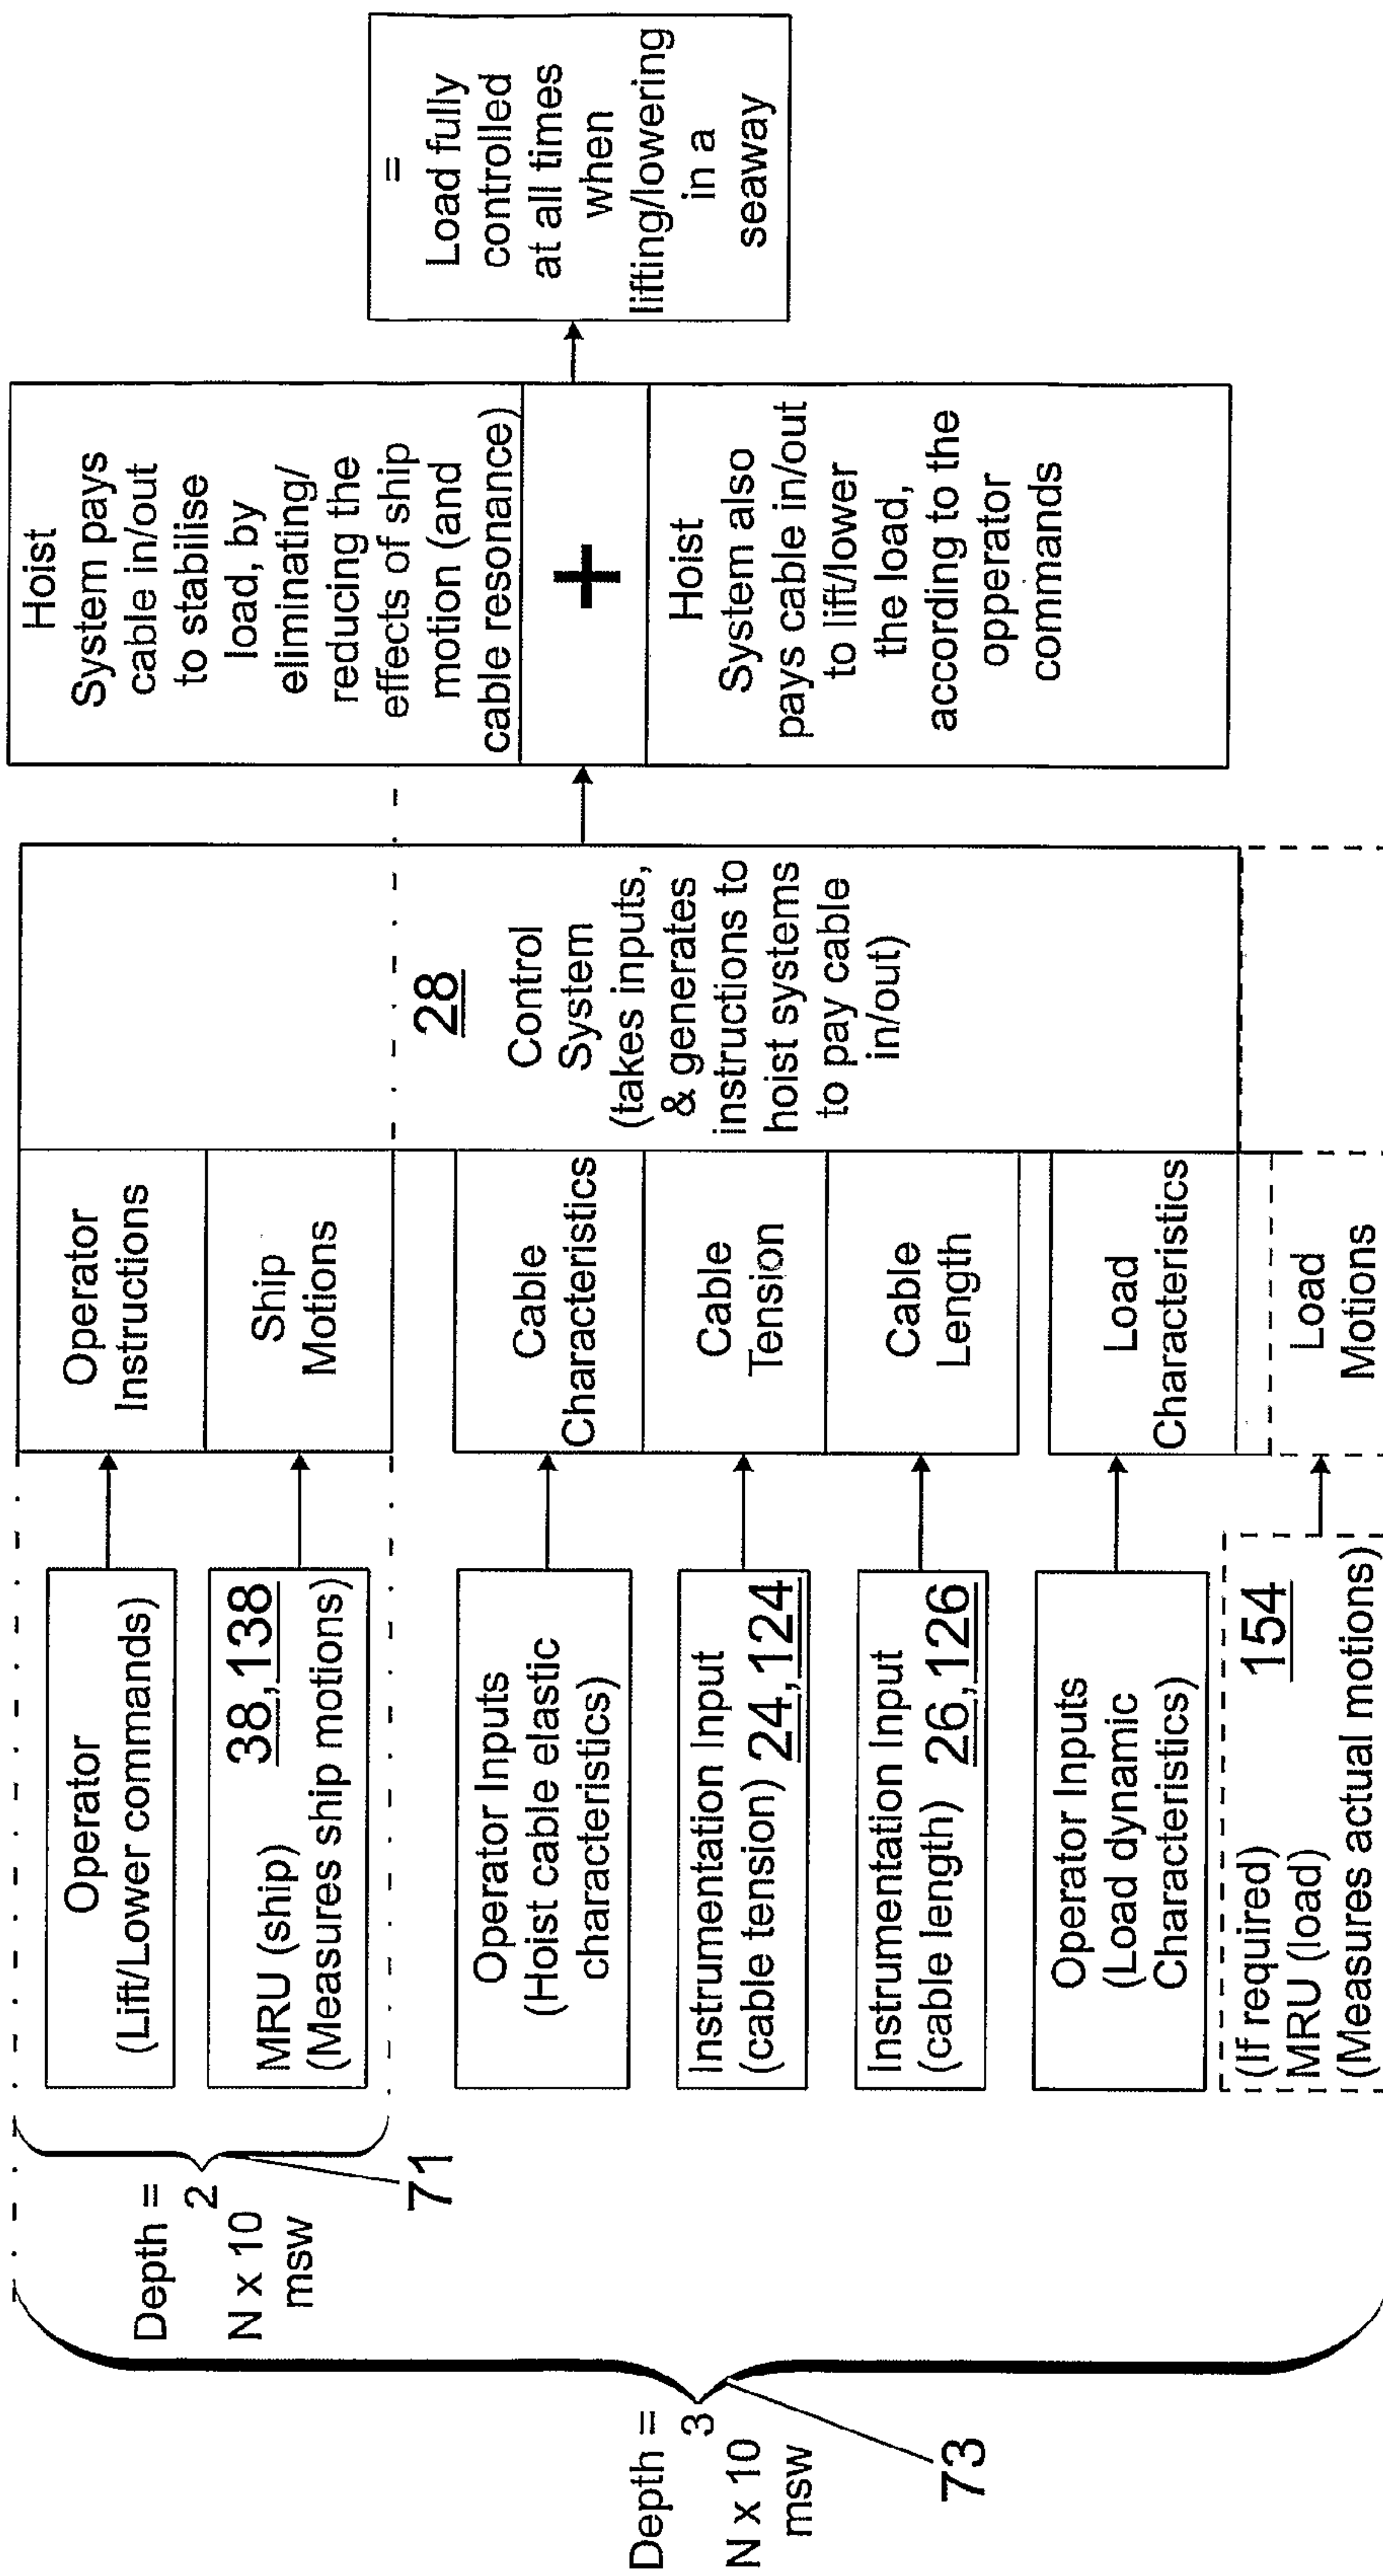 Depth =
2
N x 10
msw
71
Depth =
3
N x 10
msw
73
Operator
(Lift/Lower commands)
MRU (ship) 38,138
(Measures ship motions)
Operator Inputs
(Hoist cable elastic
characteristics)
Instrumentation Input
(cable tension) 24,124
Instrumentation Input
(cable length) 26,126
Operator Inputs
(Load dynamic
Characteristics)
(If required)
MRU (load) 154
(Measures actual motions)
Operator
Instructions
Ship
Motions
Cable
Characteristics
Cable
Tension
Cable
Length
Load
Characteristics
Load
Motions
28
Control
System
(takes inputs,
& generates
instructions to
hoist systems
to pay cable
in/out)
Hoist
System pays
cable in/out
to stabilise
load, by
eliminating/
reducing the
effects of ship
motion (and
cable resonance)
+
Hoist
System also
pays cable in/out
to lift/lower
the load,
according to the
opperator
commands
=
Load fully
controlled
at all times
when
lifting/lowering
in a
seaway